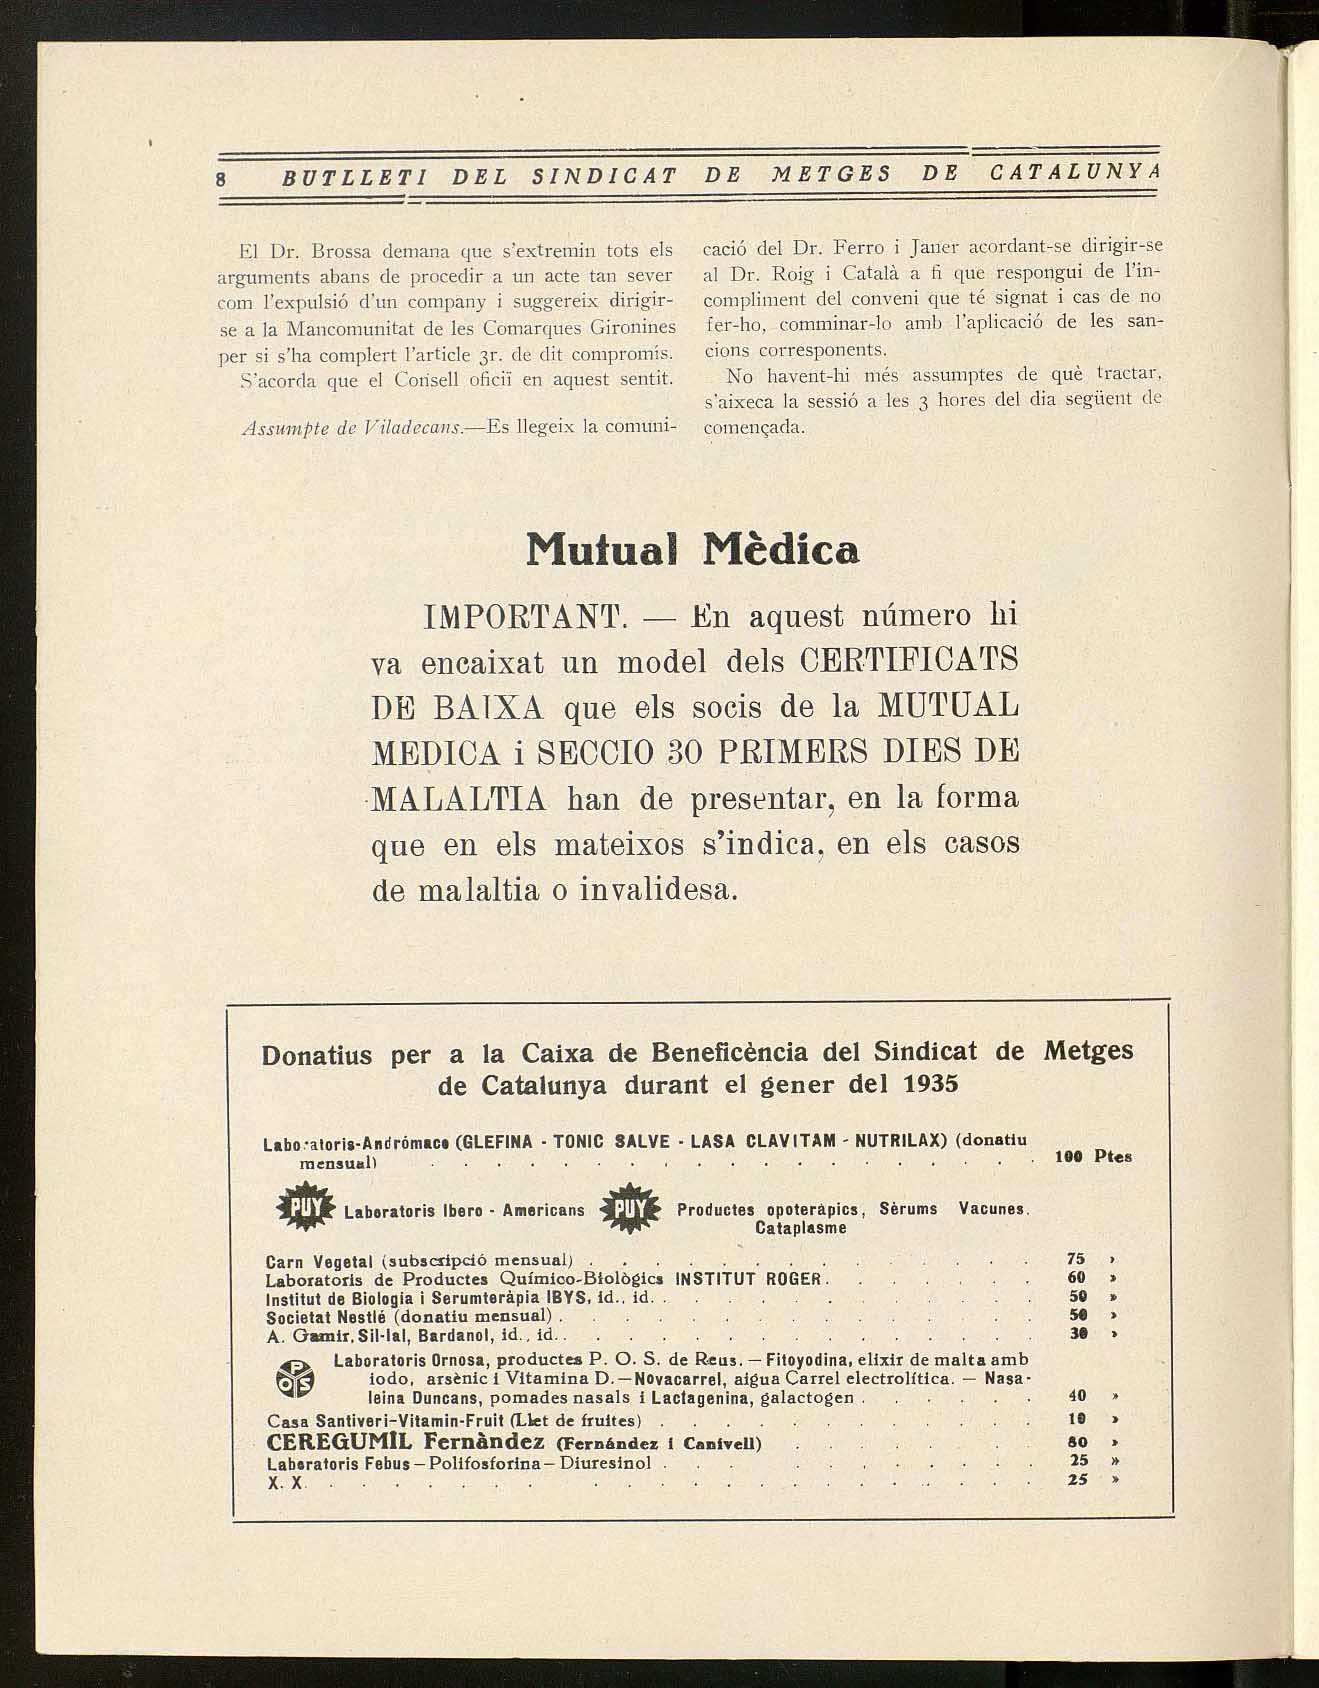 8 BUTLLETI DEL SINDICAT DE METGES DE CATALUNYA
El Dr. Brossa demana que s'extremin tots els
arguments abans de procedir a un acte tan sever
com l'expulsió d'un company i suggereix dirigir-
se a la Mancomunitat de les Comarques Gironines
per si s'ha complert l'article 3r. de dit compromís.
S'acorda que el Consell oficii en aquest sentit.
Assumpte de Viladecans.—Es llegeix la comuni-
cació del Dr. Ferro i Janer acordant-se dirigir-se
al Dr. Roig i Català a fi que respongui de l'in-
compliment del conveni que té signat i cas de no
fer-ho, comminar-lo amb l'aplicació de les san-
cions corresponents.
No havent-hi més assumptes de què tractar,
s'aixeca la sessió a les 3 hores del dia següent de
començada.
Mutual Mèdica
IMPORTANT. — En aquest número hi
va encaixat un model dels CERTIFICATS
DE BAIXA que els socis de la MUTUAL
MEDICA i SECCIO 30 PRIMERS DIES DE
MALALTIA han de presentar, en la forma
que en els mateixos s'indica, en els casos
de malaltia o invalidesa.
Donatius per a la Caixa de Beneficència del Sindicat de Metges
de Catalunya durant el gener del 1935
Laboratoris-Andrómaco (GLEFINA - TONIC SALVE - LASA CLAVITAM - NUTRILAX) (donatiu
mensual) . . . . . . . . . . . . . . . . . . . 100 Ptes
PUY Laboratoris Ibero - Americans PUY Productes opoteràpics, Sèrums Vacunes.
Cataplasme
Carn Vegetal (subscripció mensual) . . . . . . . . . . . . . . 75 »
Laboratoris de Productes Químico-Biològics INSTITUT ROGER. . . . . . . 60 »
Institut de Biologia i Serumteràpia IBYS, id., id. . . . . . . . . . . . . 50 »
Societat Nestlé (donatiu mensual) . . . . . . . . . . . . . . . 50 »
A. Gamir, Sil-lal, Bardanol, id., id. . . . . . . . . . . . . . . . 30 »
POS Laboratoris Ornosa, productes P. O. S. de Reus. — Fitoyodina, elixir de malta amb
iodo, arsènic i Vitamina D.—Novacarrel, aigua Carrel electrolítica. — Nasa-
leina Duncans, pomades nasals i Lactagenina, galactogen . . . . . . 40 »
Casa Santiveri-Vitamin-Fruit (Llet de fruites) . . . . . . . . . . . . 10 »
CEREGUMIL Fernàndez (Fernández i Canivell) . . . . . . . . 80 »
Laboratoris Febus — Polifosforina — Diuresinol . . . . . . . . . . . 25 »
X. X. . . . . . . . . . . . . . . . . . . . . . . 25 »